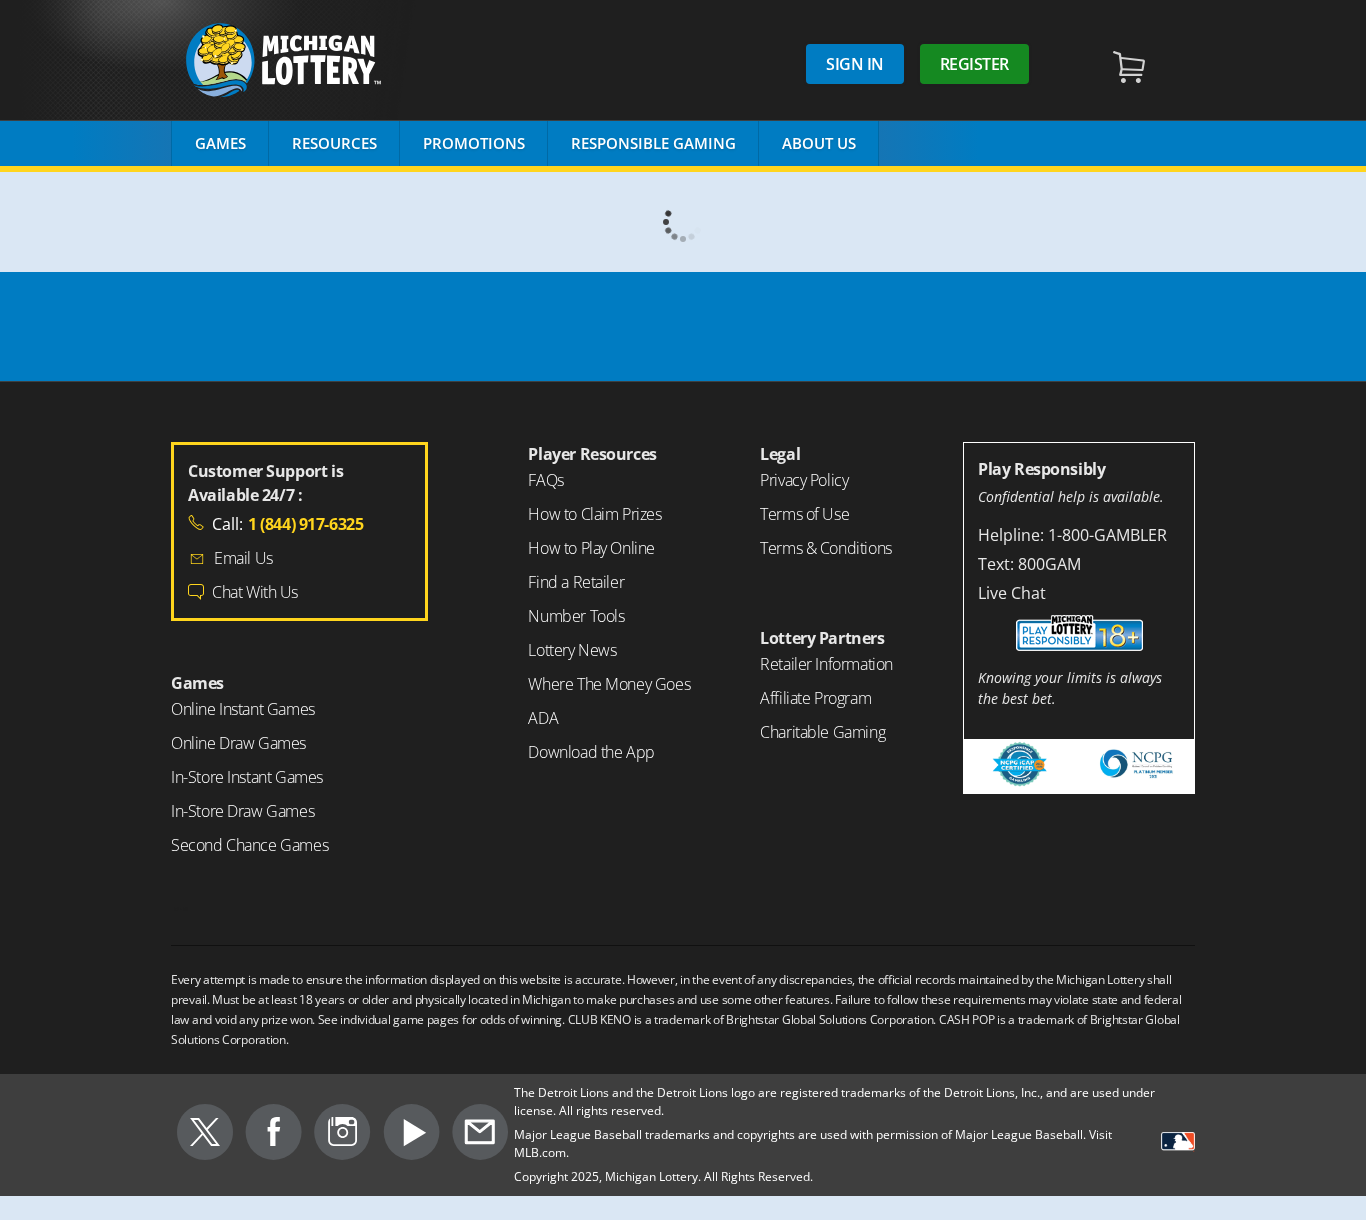 MICHIGAN
LOTTERY™
SIGN IN
REGISTER
GAMES
RESOURCES
PROMOTIONS
RESPONSIBLE GAMING
ABOUT US
Customer Support is
Available 24/7 :
Call: 1 (844) 917-6325
Email Us
Chat With Us
Games
Online Instant Games
Online Draw Games
In-Store Instant Games
In-Store Draw Games
Second Chance Games
Player Resources
FAQs
How to Claim Prizes
How to Play Online
Find a Retailer
Number Tools
Lottery News
Where The Money Goes
ADA
Download the App
Legal
Privacy Policy
Terms of Use
Terms & Conditions
Lottery Partners
Retailer Information
Affiliate Program
Charitable Gaming
Play Responsibly
Confidential help is available.
Helpline: 1-800-GAMBLER
Text: 800GAM
Live Chat
PLAY RESPONSIBLY
MICHIGAN LOTTERY
18+
Knowing your limits is always
the best bet.
NCPG iCAP
CERTIFIED
NCPG
PLATINUM MEMBER
Every attempt is made to ensure the information displayed on this website is accurate. However, in the event of any discrepancies, the official records maintained by the Michigan Lottery shall
prevail. Must be at least 18 years or older and physically located in Michigan to make purchases and use some other features. Failure to follow these requirements may violate state and federal
law and void any prize won. See individual game pages for odds of winning. CLUB KENO is a trademark of Brightstar Global Solutions Corporation. CASH POP is a trademark of Brightstar Global
Solutions Corporation.
The Detroit Lions and the Detroit Lions logo are registered trademarks of the Detroit Lions, Inc., and are used under
license. All rights reserved.
Major League Baseball trademarks and copyrights are used with permission of Major League Baseball. Visit
MLB.com.
Copyright 2025, Michigan Lottery. All Rights Reserved.